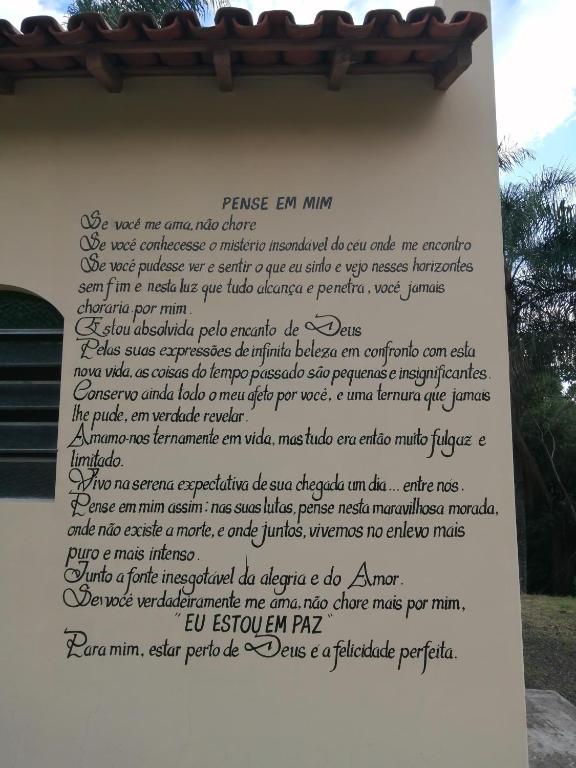 PENSE EM MIM
Se você me ama, não chore
Se você conhecesse o mistério insondável do céu onde me encontro
Se você pudesse ver e sentir o que eu sinto e vejo nesses horizontes
sem fim e nesta luz que tudo alcança e penetra, você jamais
choraria por mim.
Estou absolvida pelo encanto de Deus
Pelas suas expressões de infinita beleza em confronto com esta
nova vida, as coisas do tempo passado são pequenas e insignificantes.
Conservo ainda todo o meu afeto por você, e uma ternura que jamais
lhe pude, em verdade revelar.
Amamo-nos ternamente em vida, mas tudo era então muito fulgaz e
limitado.
Vivo na serena expectativa de sua chegada um dia... entre nós.
Pense em mim assim: nas suas lutas, pense nesta maravilhosa morada,
onde não existe a morte, e onde juntos, vivemos no enlevo mais
puro e mais intenso.
Junto a fonte inesgotável da alegria e do Amor.
Se você verdadeiramente me ama, não chore mais por mim,
"EU ESTOU EM PAZ"
Para mim, estar perto de Deus é a felicidade perfeita.